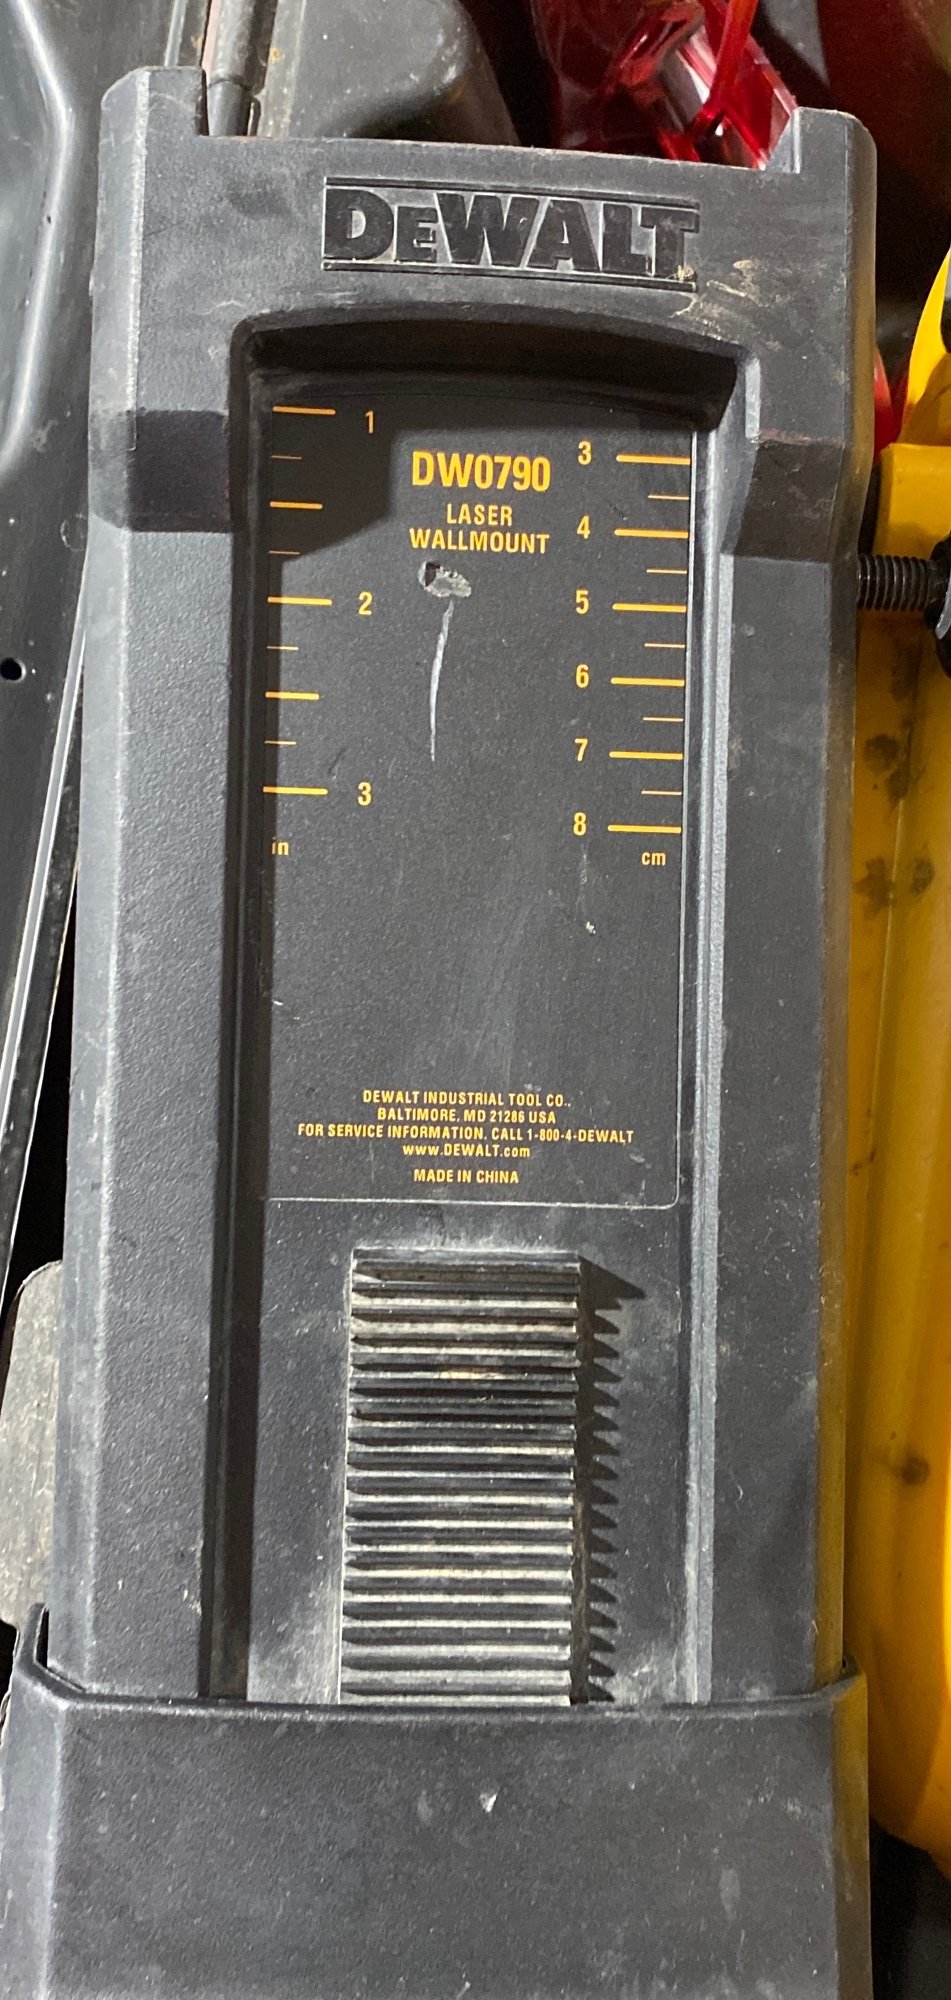 DEWALT
1
3
DW0790
LASER
4
WALLMOUNT
2
5
6
7
3
8
in
cm
DEWALT INDUSTRIAL TOOL CO.,
BALTIMORE, MD 21286 USA
FOR SERVICE INFORMATION, CALL 1-800-4-DEWALT
www.DEWALT.com
MADE IN CHINA